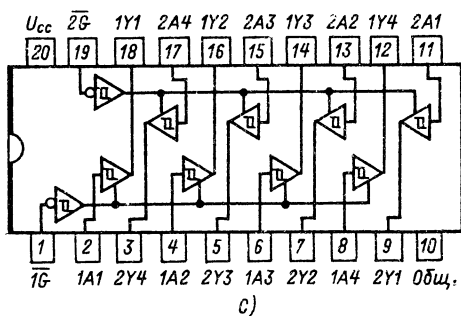 Ucc 2G̅ 1Y1 2A4 1Y2 2A3 1Y3 2A2 1Y4 2A1
20 19 18 17 16 15 14 13 12 11
1 2 3 4 5 6 7 8 9 10
1G̅ 1A1 2Y4 1A2 2Y3 1A3 2Y2 1A4 2Y1 Общ.
с)